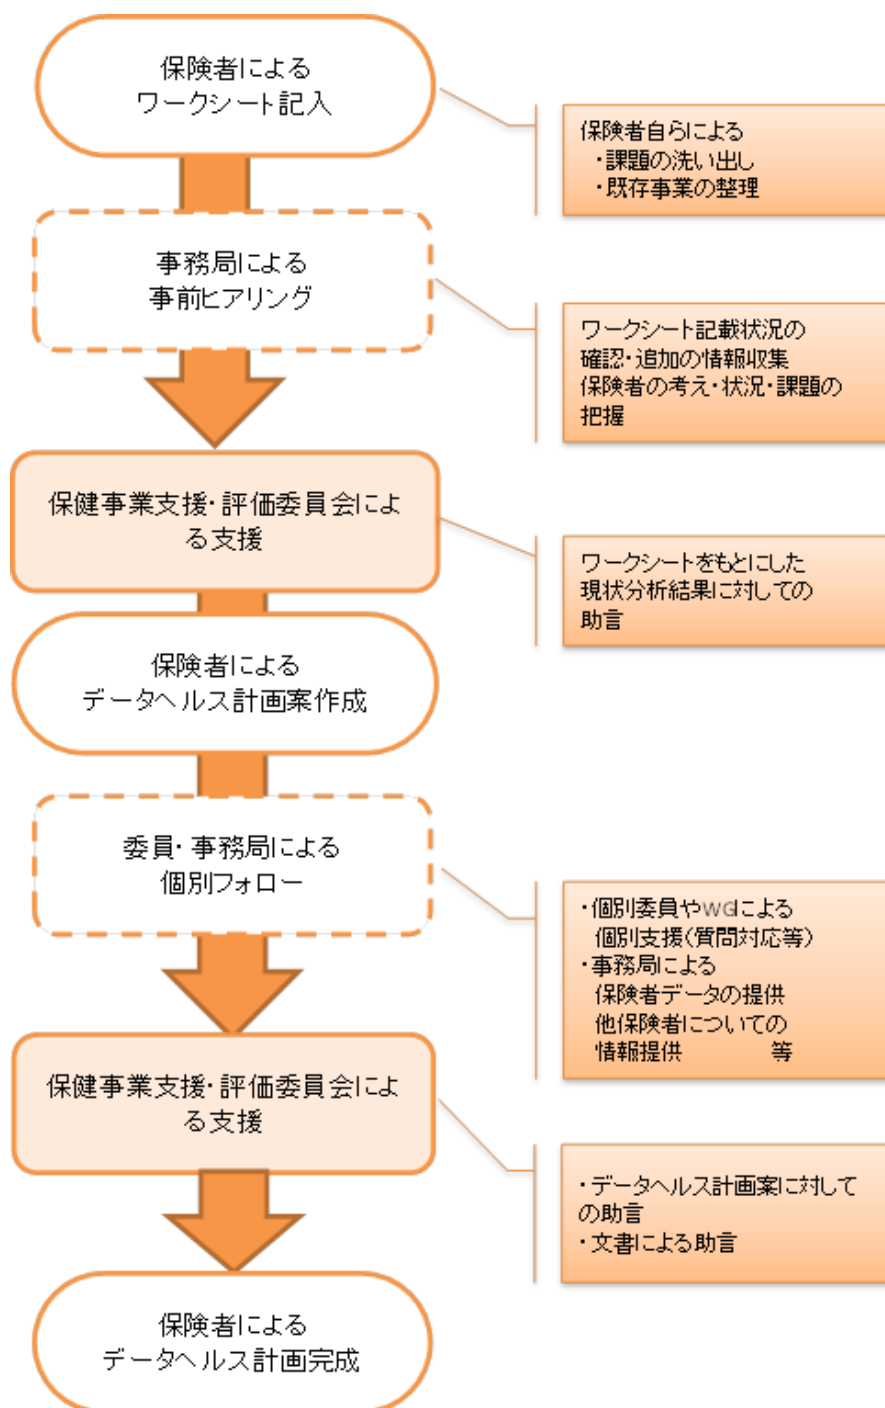 保険者による
ワークシート記入
保険者自らによる
・課題の洗い出し
・既存事業の整理
事務局による
事前ヒアリング
ワークシート記載状況の
確認・追加の情報収集
保険者の考え・状況・課題の
把握
保健事業支援・評価委員会によ
る支援
ワークシートをもとにした
現状分析結果に対しての
助言
保険者による
データヘルス計画案作成
委員・事務局による
個別フォロー
・個別委員やWGによる
個別支援(質問対応等)
・事務局による
保険者データの提供
他保険者についての
情報提供 等
保健事業支援・評価委員会によ
る支援
・データヘルス計画案に対して
の助言
・文書による助言
保険者による
データヘルス計画完成